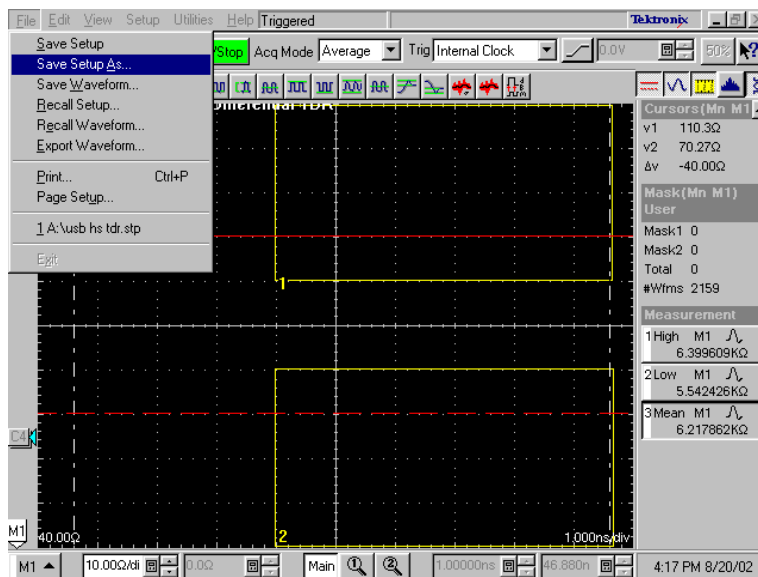 File Edit View Setup Utilities Help Triggered Tektronix
Save Setup
Save Setup As...
Save Waveform...
Recall Setup...
Recall Waveform...
Export Waveform...
Print... Ctrl+P
Page Setup...
1 A:\usb hs tdr.stp
Exit
/Stop Acq Mode Average Trig Internal Clock 0.0V 50% ?
TDR
1
2
C4
M1
40.00Ω 1.000ns/div
Cursors (Mn M1
v1 110.3Ω
v2 70.27Ω
Δv -40.00Ω
Mask(Mn M1)
User
Mask1 0
Mask2 0
Total 0
#Wfms 2159
Measurement
1 High M1
6.399609KΩ
2 Low M1
5.542426KΩ
3 Mean M1
6.217862KΩ
M1 10.00Ω/di 0.0Ω Main 1 2 1.00000ns 46.880n 4:17 PM 8/20/02